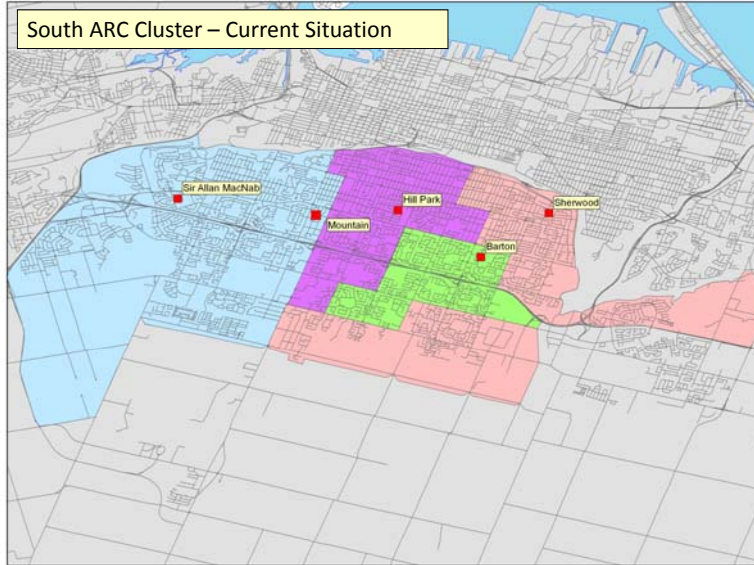 South ARC Cluster – Current Situation
Sir Allan MacNab
Hill Park
Sherwood
Mountain
Barton